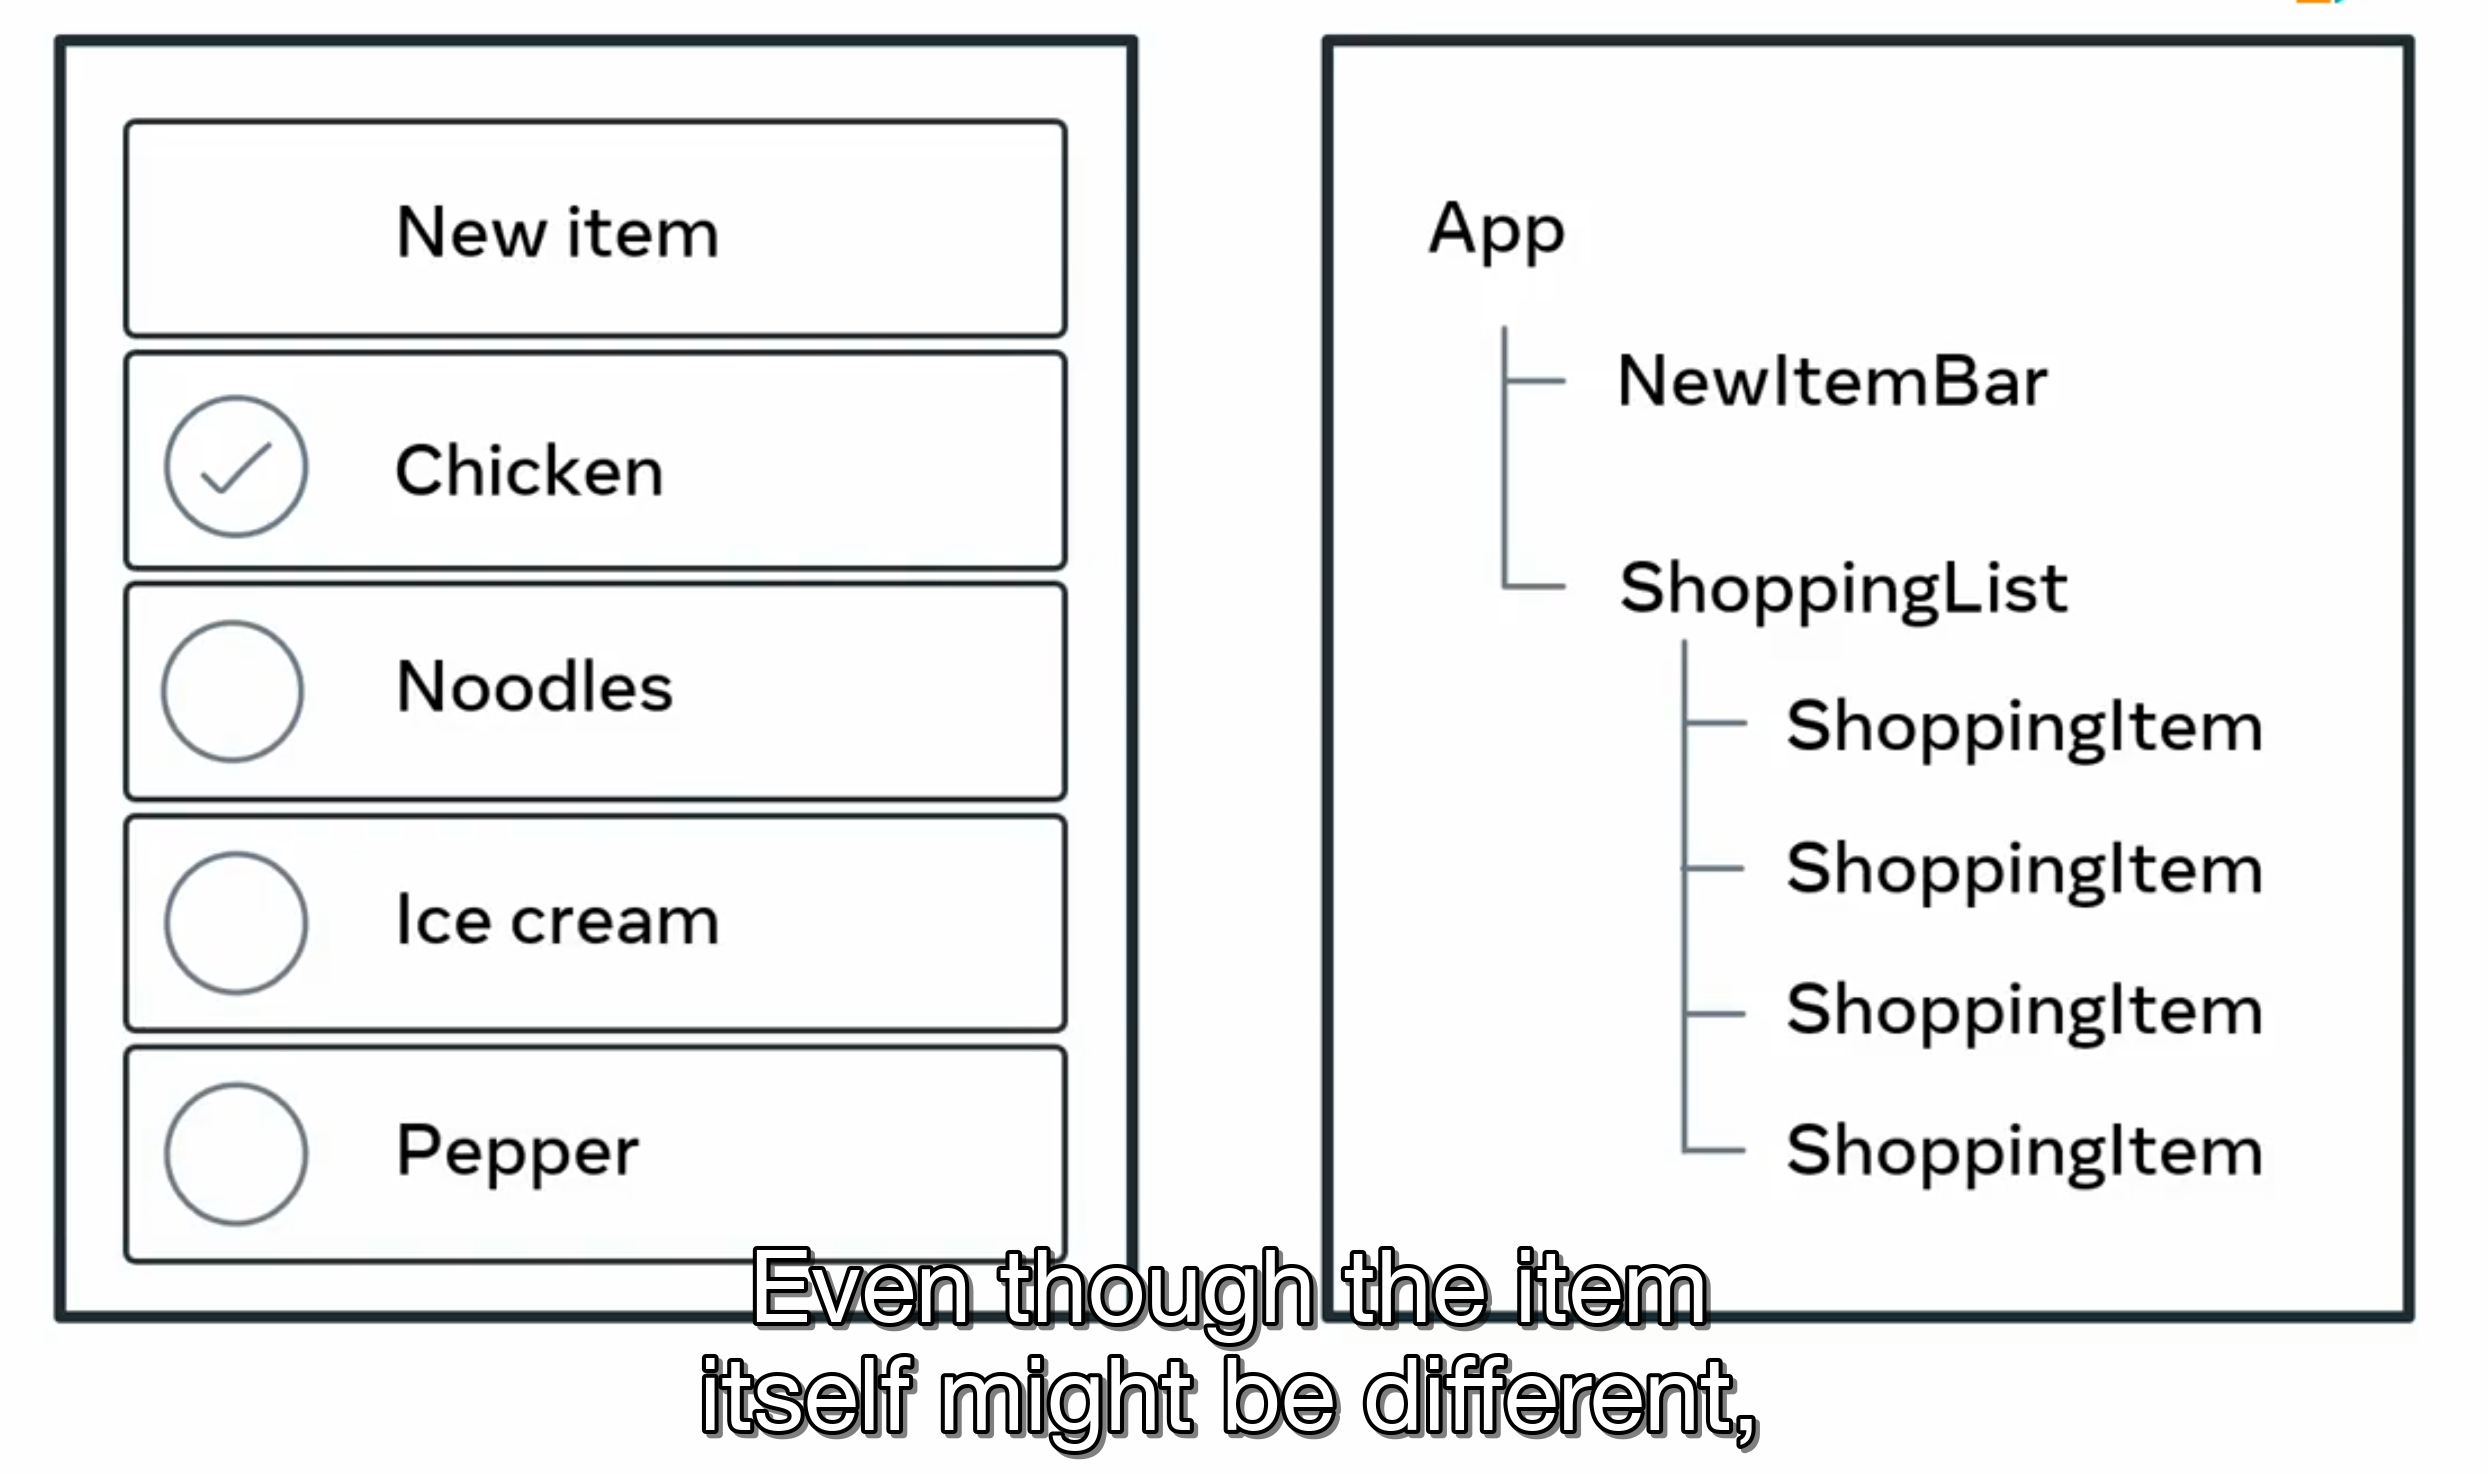 New item
Chicken
Noodles
Ice cream
Pepper
App
NewItemBar
ShoppingList
ShoppingItem
ShoppingItem
ShoppingItem
ShoppingItem
Even though the item
itself might be different,